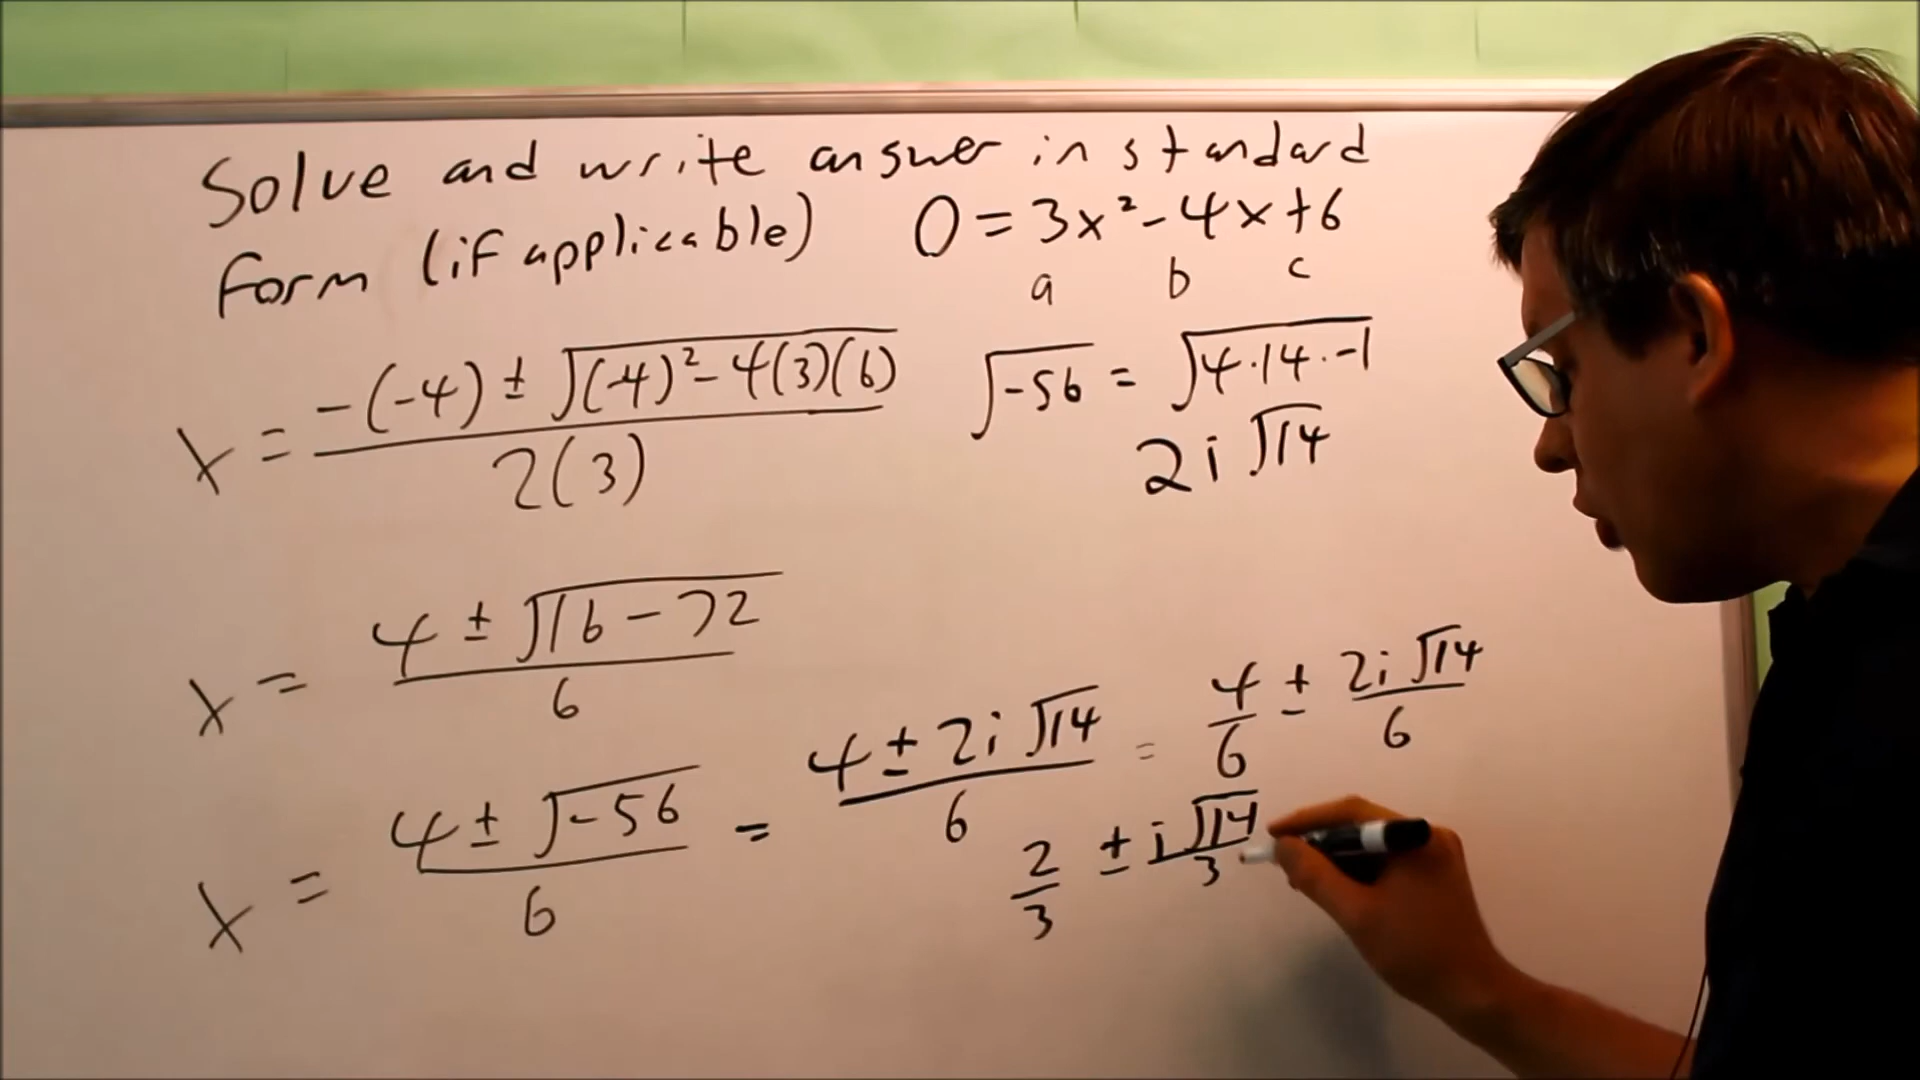 Solve and write answer in standard
form (if applicable) 0 = 3x² - 4x + 6
a b c
x = -(-4) ± √(-4)² - 4(3)(6)
2(3)
√-56 = √4·14·-1
2i √14
x = 4 ± √16 - 72
6
x = 4 ± √-56
6
= 4 ± 2i √14
6
= 4 ± 2i √14
6 6
2 ± i √14
3 3